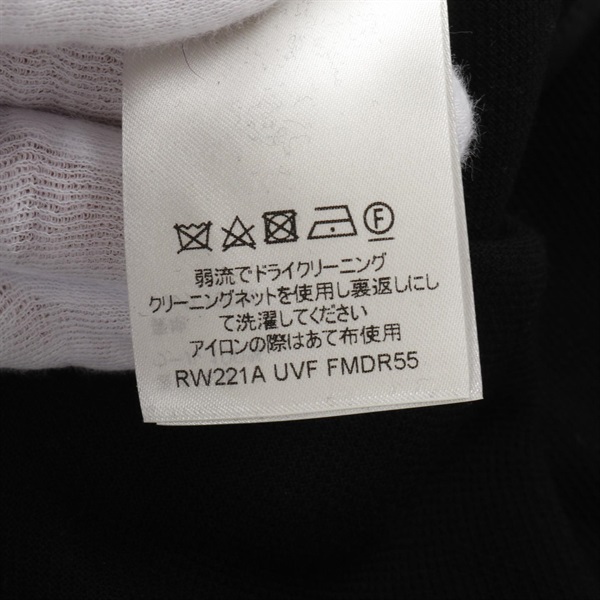 F
弱流でドライクリーニング
クリーニングネットを使用し裏返しにし
て洗濯してください
アイロンの際はあて布使用
RW221A UVF FMDR55